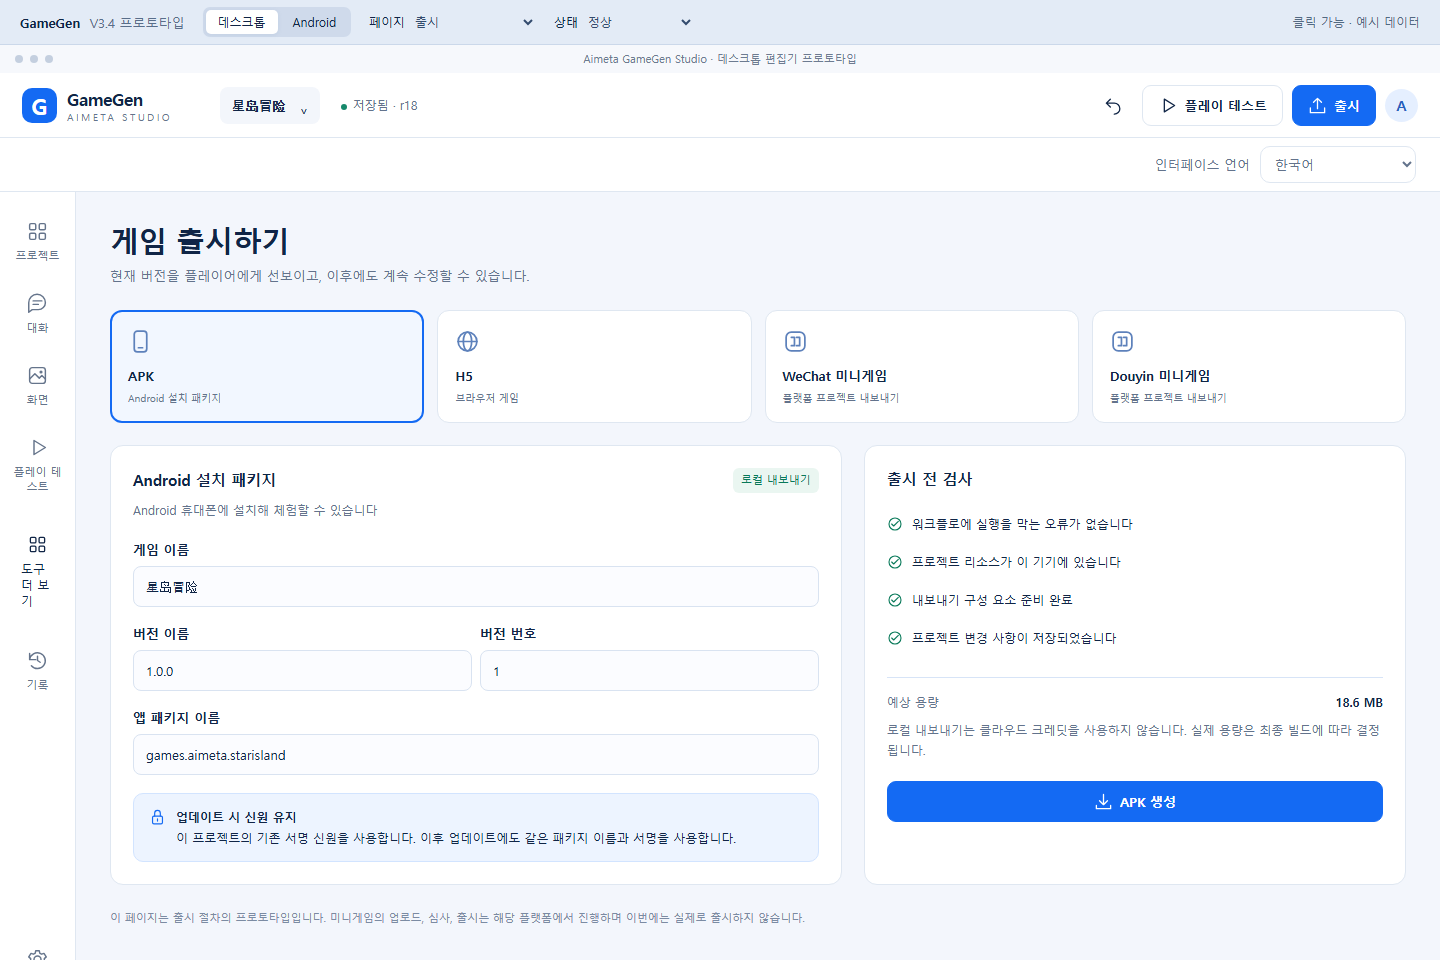 GameGen V3.4 프로토타입 데스크톱 Android 페이지 출시 상태 정상 클릭 가능 · 예시 데이터
Aimeta GameGen Studio · 데스크톱 편집기 프로토타입
G GameGen
AIMETA STUDIO
星岛冒险
저장됨 · r18
플레이 테스트
출시
A
인터페이스 언어 한국어
프로젝트
대화
화면
플레이 테
스트
도구
더 보
기
기록
게임 출시하기
현재 버전을 플레이어에게 선보이고, 이후에도 계속 수정할 수 있습니다.
APK
Android 설치 패키지
H5
브라우저 게임
WeChat 미니게임
플랫폼 프로젝트 내보내기
Douyin 미니게임
플랫폼 프로젝트 내보내기
Android 설치 패키지
로컬 내보내기
Android 휴대폰에 설치해 체험할 수 있습니다
게임 이름
星岛冒险
버전 이름 버전 번호
1.0.0 1
앱 패키지 이름
games.aimeta.starisland
업데이트 시 신원 유지
이 프로젝트의 기존 서명 신원을 사용합니다. 이후 업데이트에도 같은 패키지 이름과 서명을 사용합니다.
출시 전 검사
워크플로에 실행을 막는 오류가 없습니다
프로젝트 리소스가 이 기기에 있습니다
내보내기 구성 요소 준비 완료
프로젝트 변경 사항이 저장되었습니다
예상 용량 18.6 MB
로컬 내보내기는 클라우드 크레딧을 사용하지 않습니다. 실제 용량은 최종 빌드에 따라 결정
됩니다.
APK 생성
이 페이지는 출시 절차의 프로토타입입니다. 미니게임의 업로드, 심사, 출시는 해당 플랫폼에서 진행하며 이번에는 실제로 출시하지 않습니다.